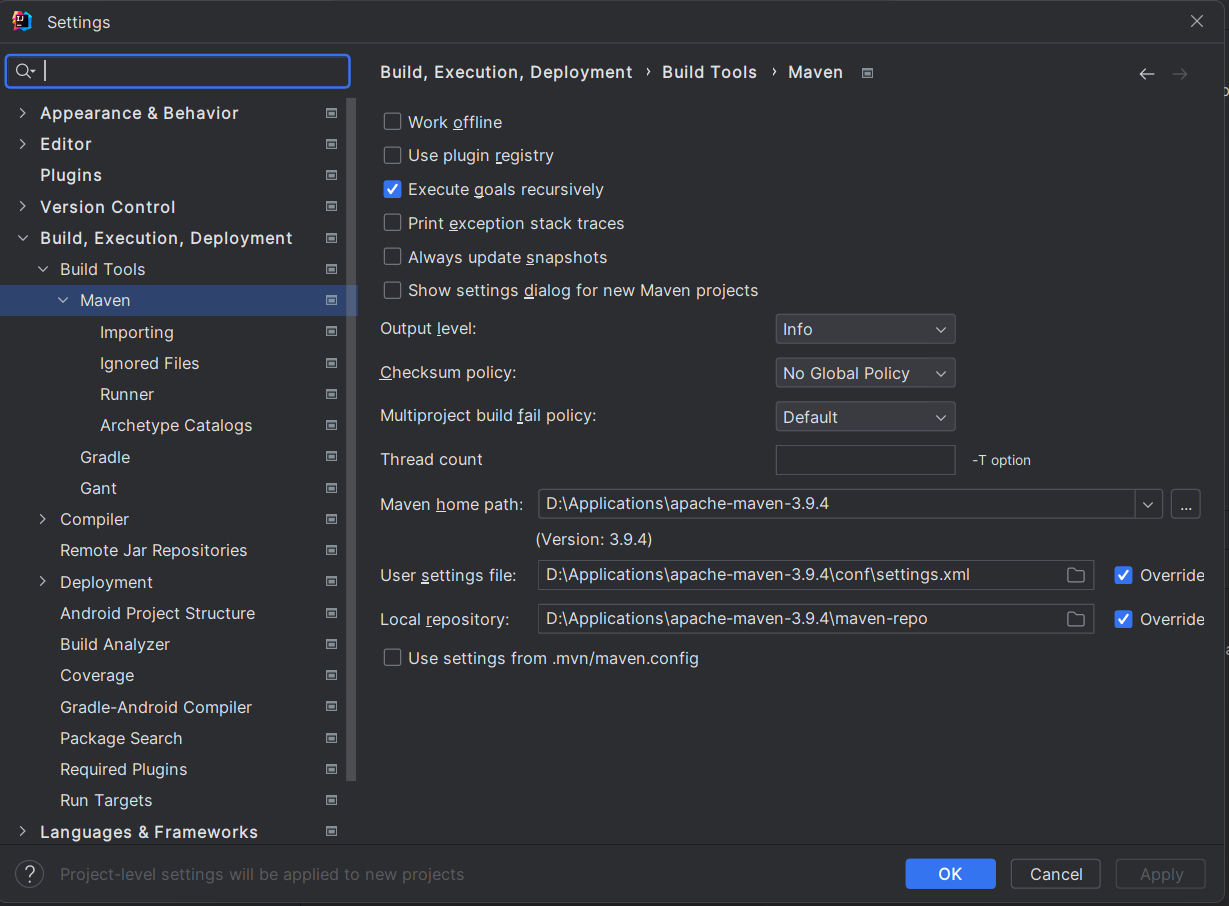 Settings
Build, Execution, Deployment › Build Tools › Maven
Appearance & Behavior
Editor
Plugins
Version Control
Build, Execution, Deployment
Build Tools
Maven
Importing
Ignored Files
Runner
Archetype Catalogs
Gradle
Gant
Compiler
Remote Jar Repositories
Deployment
Android Project Structure
Build Analyzer
Coverage
Gradle-Android Compiler
Package Search
Required Plugins
Run Targets
Languages & Frameworks
Work offline
Use plugin registry
Execute goals recursively
Print exception stack traces
Always update snapshots
Show settings dialog for new Maven projects
Output level: Info
Checksum policy: No Global Policy
Multiproject build fail policy: Default
Thread count -T option
Maven home path: D:\Applications\apache-maven-3.9.4 ...
(Version: 3.9.4)
User settings file: D:\Applications\apache-maven-3.9.4\conf\settings.xml Override
Local repository: D:\Applications\apache-maven-3.9.4\maven-repo Override
Use settings from .mvn/maven.config
? Project-level settings will be applied to new projects
OK Cancel Apply